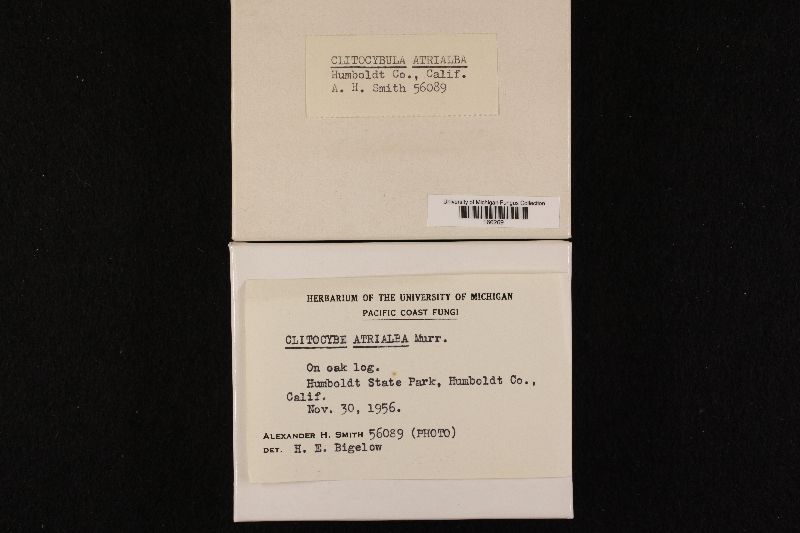 CLITOCYBULA ATRIALBA
Humboldt Co., Calif.
A. H. Smith 56089
University of Michigan Fungus Collection
HERBARIUM OF THE UNIVERSITY OF MICHIGAN
PACIFIC COAST FUNGI
CLITOCYBE ATRIALBA Murr.
On oak log.
Humboldt State Park, Humboldt Co.,
Calif.
Nov. 30, 1956.
ALEXANDER H. SMITH 56089 (PHOTO)
DET. H. E. Bigelow